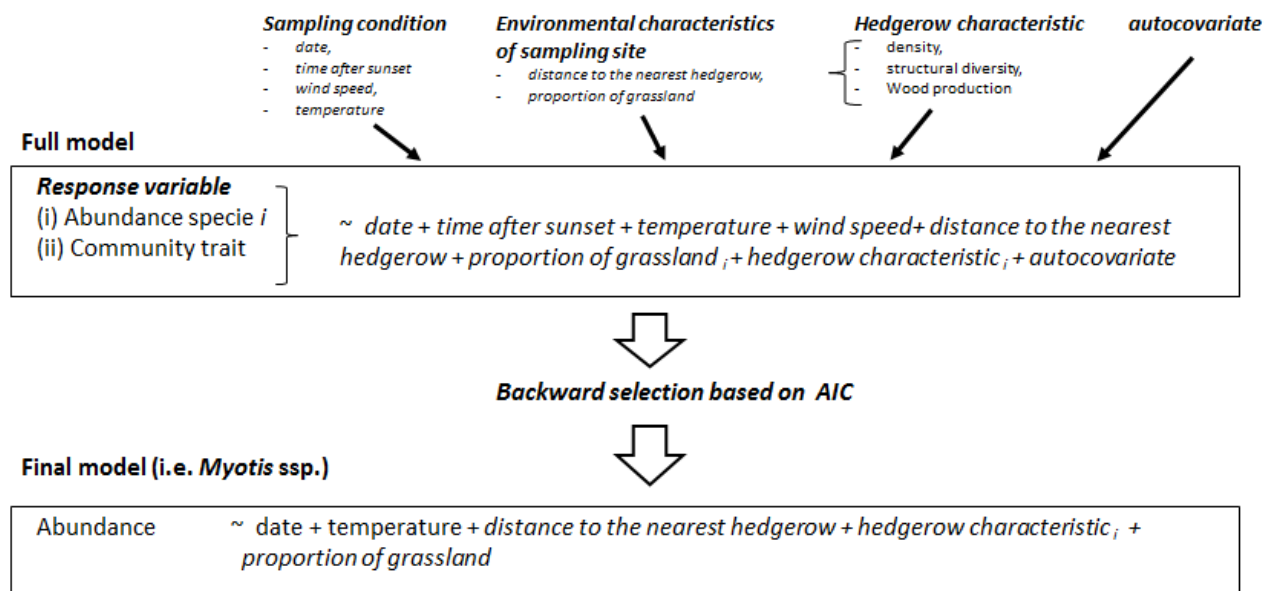 Sampling condition
- date,
- time after sunset
- wind speed,
- temperature
Environmental characteristics
of sampling site
- distance to the nearest hedgerow,
- proportion of grassland
Hedgerow characteristic
- density,
- structural diversity,
- Wood production
autocovariate
Full model
Response variable
(i) Abundance specie i
(ii) Community trait
~ date + time after sunset + temperature + wind speed+ distance to the nearest
hedgerow + proportion of grassland i + hedgerow characteristic i + autocovariate
Backward selection based on AIC
Final model (i.e. Myotis ssp.)
Abundance ~ date + temperature + distance to the nearest hedgerow + hedgerow characteristic i +
proportion of grassland